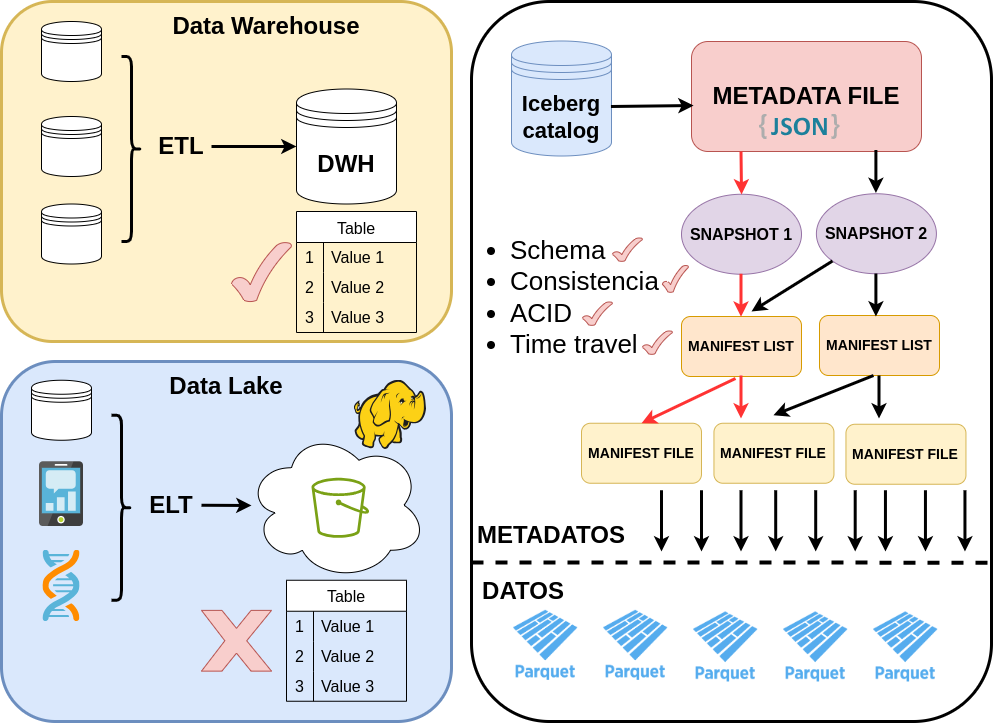 Data Warehouse
ETL
DWH
Table
1 Value 1
2 Value 2
3 Value 3
Data Lake
ELT
Table
1 Value 1
2 Value 2
3 Value 3
Iceberg
catalog
METADATA FILE
{ JSON }
SNAPSHOT 1
SNAPSHOT 2
• Schema
• Consistencia
• ACID
• Time travel
MANIFEST LIST
MANIFEST LIST
MANIFEST FILE
MANIFEST FILE
MANIFEST FILE
METADATOS
DATOS
Parquet
Parquet
Parquet
Parquet
Parquet